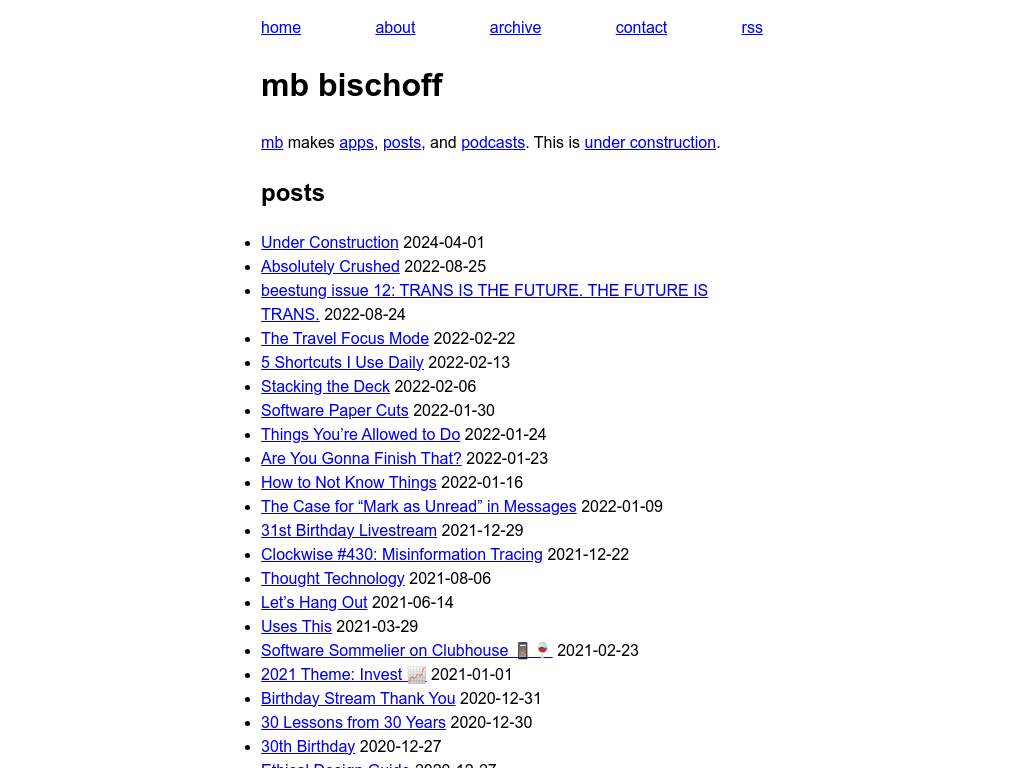 home about archive contact rss
mb bischoff
mb makes apps, posts, and podcasts. This is under construction.
posts
Under Construction 2024-04-01
Absolutely Crushed 2022-08-25
beestung issue 12: TRANS IS THE FUTURE. THE FUTURE IS
TRANS. 2022-08-24
The Travel Focus Mode 2022-02-22
5 Shortcuts I Use Daily 2022-02-13
Stacking the Deck 2022-02-06
Software Paper Cuts 2022-01-30
Things You’re Allowed to Do 2022-01-24
Are You Gonna Finish That? 2022-01-23
How to Not Know Things 2022-01-16
The Case for “Mark as Unread” in Messages 2022-01-09
31st Birthday Livestream 2021-12-29
Clockwise #430: Misinformation Tracing 2021-12-22
Thought Technology 2021-08-06
Let’s Hang Out 2021-06-14
Uses This 2021-03-29
Software Sommelier on Clubhouse 📱🍷 2021-02-23
2021 Theme: Invest 📈 2021-01-01
Birthday Stream Thank You 2020-12-31
30 Lessons from 30 Years 2020-12-30
30th Birthday 2020-12-27
Ethical Design Guide 2020-12-27